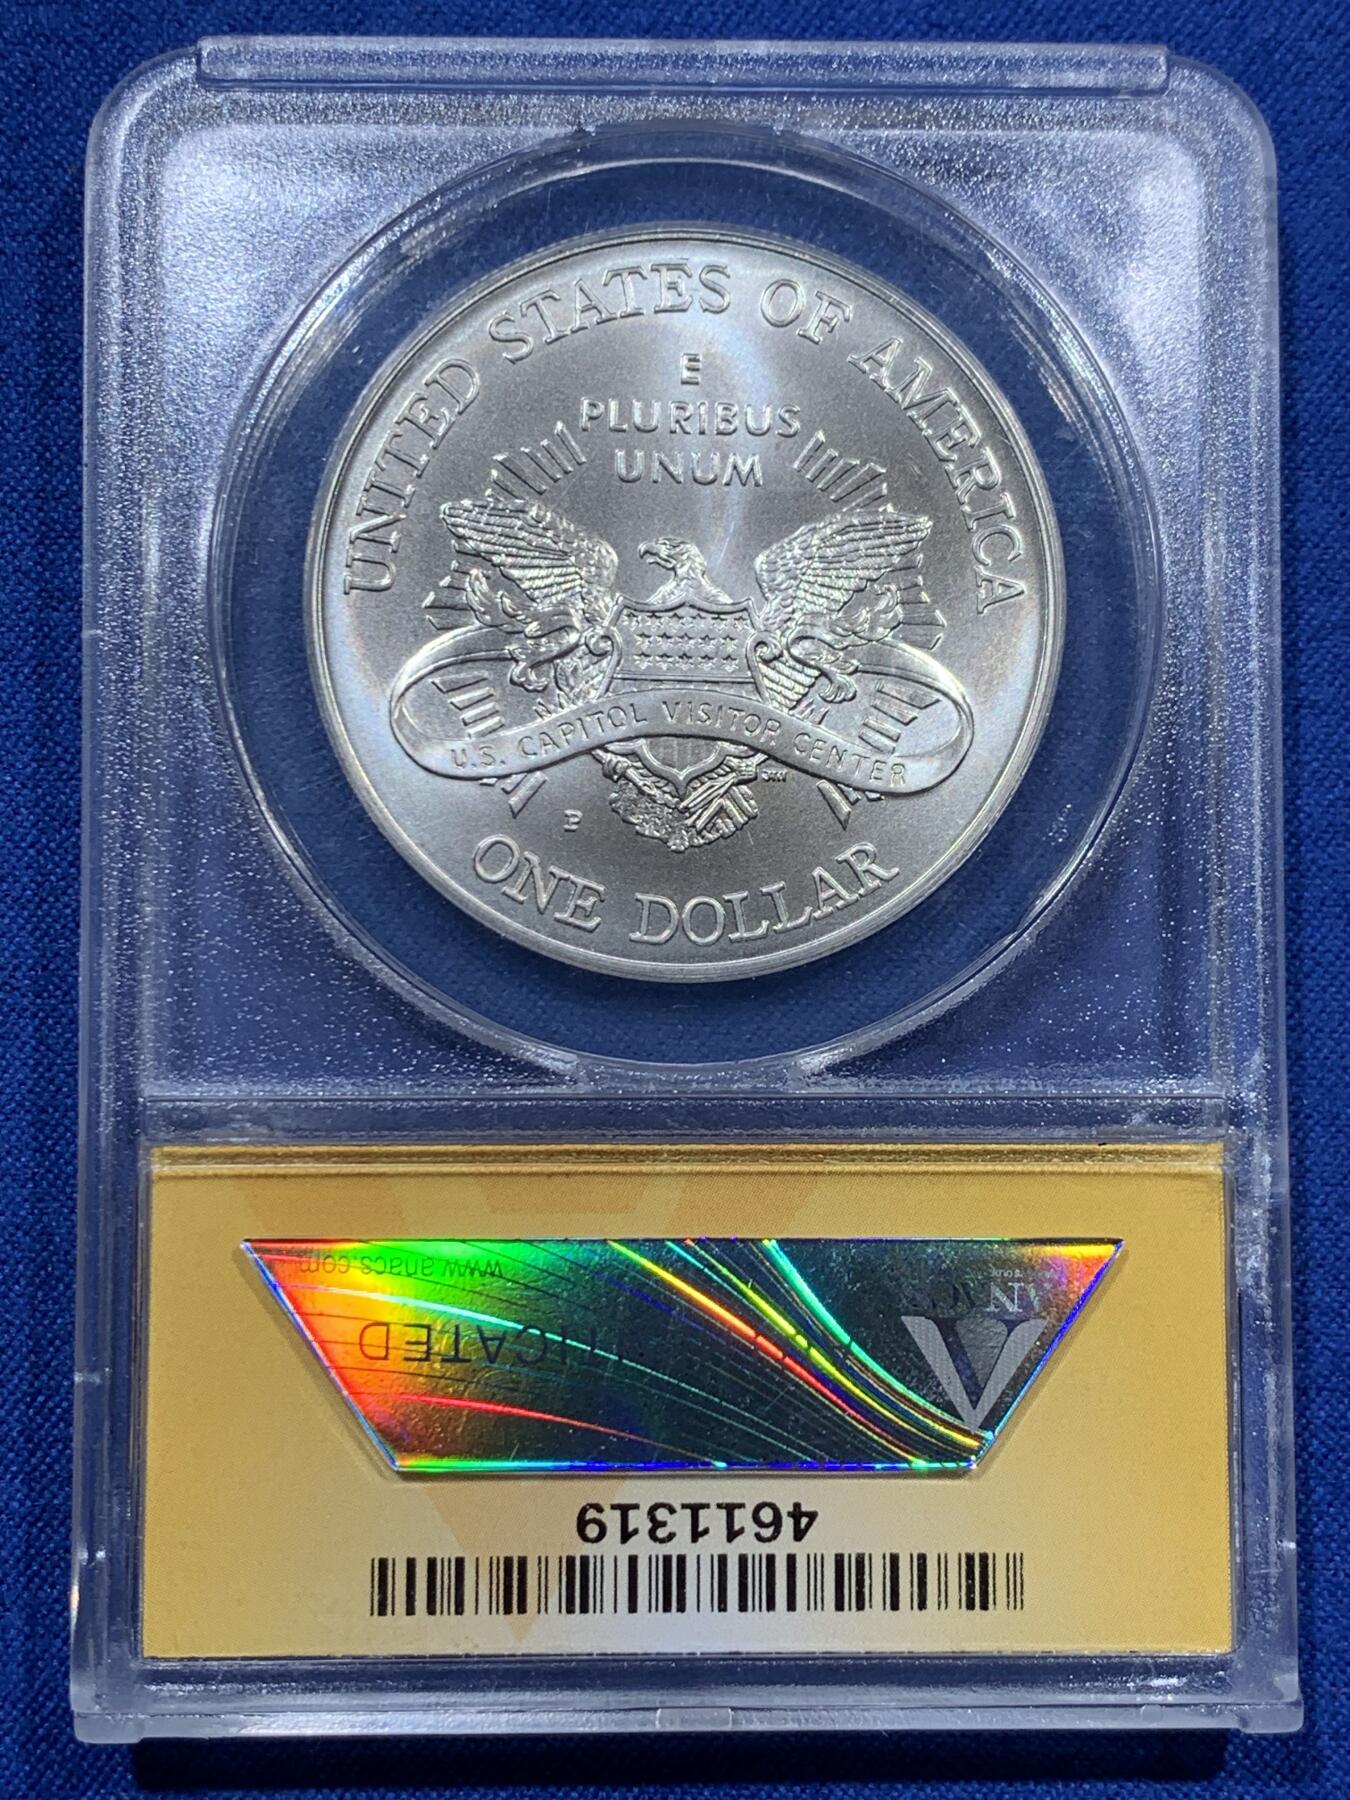 UNITED STATES OF AMERICA
E
PLURIBUS
UNUM
U.S. CAPITOL VISITOR CENTER
P
ONE DOLLAR
www.anacs.com
4611319